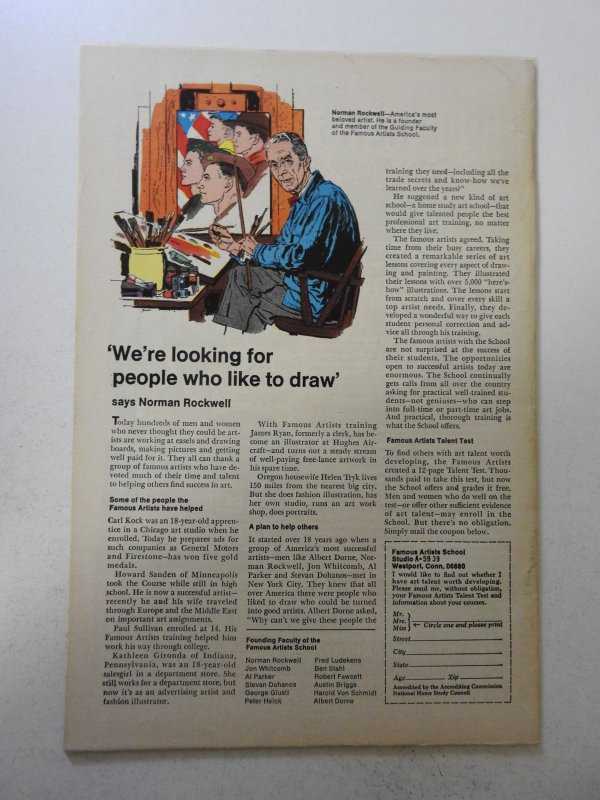 Norman Rockwell—America's most
beloved artist. He is a founder
and member of the Guiding Faculty
of the Famous Artists School.
'We're looking for
people who like to draw'
says Norman Rockwell
Today hundreds of men and women
who never thought they could be art-
ists are working at easels and drawing
boards, making pictures and getting
well paid for it. They all can thank a
group of famous artists who have de-
voted much of their time and talent
to helping others find success in art.
Some of the people the
Famous Artists have helped
Carl Kock was an 18-year-old appren-
tice in a Chicago art studio when he
enrolled. Today he prepares ads for
such companies as General Motors
and Firestone—has won five gold
medals.
Howard Sanden of Minneapolis
took the Course while still in high
school. He is now a successful artist—
recently he and his wife traveled
through Europe and the Middle East
on important art assignments.
Paul Sullivan enrolled at 14. His
Famous Artists training helped him
work his way through college.
Kathleen Gironda of Indiana,
Pennsylvania, was an 18-year-old
salesgirl in a department store. She
still works for a department store, but
now it's as an advertising artist and
fashion illustrator.
With Famous Artists training
James Ryan, formerly a clerk, has be-
come an illustrator at Hughes Air-
craft—and turns out a steady stream
of well-paying free-lance artwork in
his spare time.
Oregon housewife Helen Tryk lives
150 miles from the nearest big city.
But she does fashion illustration, has
her own studio, runs an art work
shop, does portraits.
A plan to help others
It started over 18 years ago when a
group of America's most successful
artists—men like Albert Dorne, Nor-
man Rockwell, Jon Whitcomb, Al
Parker and Stevan Dohanos—met in
New York City. They knew that all
over America there were people who
liked to draw who could be turned
into good artists. Albert Dorne asked,
"Why can't we give these people the
Founding Faculty of the
Famous Artists School
Norman Rockwell
Jon Whitcomb
Al Parker
Stevan Dohanos
George Giusti
Peter Helck
Fred Ludekens
Ben Stahl
Robert Fawcett
Austin Briggs
Harold Von Schmidt
Albert Dorne
training they need—including all the
trade secrets and know-how we've
learned over the years?"
He suggested a new kind of art
school—a home study art school—that
would give talented people the best
professional art training, no matter
where they live.
The famous artists agreed. Taking
time from their busy careers, they
created a remarkable series of art
lessons covering every aspect of draw-
ing and painting. They illustrated
their lessons with over 5,000 "here's-
how" illustrations. The lessons start
from scratch and cover every skill a
top artist needs. Finally, they de-
veloped a wonderful way to give each
student personal correction and ad-
vice all through his training.
The famous artists with the School
are not surprised at the success of
their students. The opportunities
open to successful artists today are
enormous. The School continually
gets calls from all over the country
asking for practical well-trained stu-
dents—not geniuses—who can step
into full-time or part-time art jobs.
And practical, thorough training is
what the School offers.
Famous Artists Talent Test
To find others with art talent worth
developing, the Famous Artists
created a 12-page Talent Test. Thou-
sands paid to take this test, but now
the School offers and grades it free.
Men and women who do well on the
test—or offer other sufficient evidence
of art talent—may enroll in the
School. But there's no obligation.
Simply mail the coupon below.
Famous Artists School
Studio A-5939
Westport, Conn. 06880
I would like to find out whether I
have art talent worth developing.
Please send me, without obligation,
your Famous Artists Talent Test and
information about your courses.
Mr.
Mrs.
Miss ← Circle one and please print
Street
City
State
Age Zip
Accredited by the Accrediting Commission
National Home Study Council